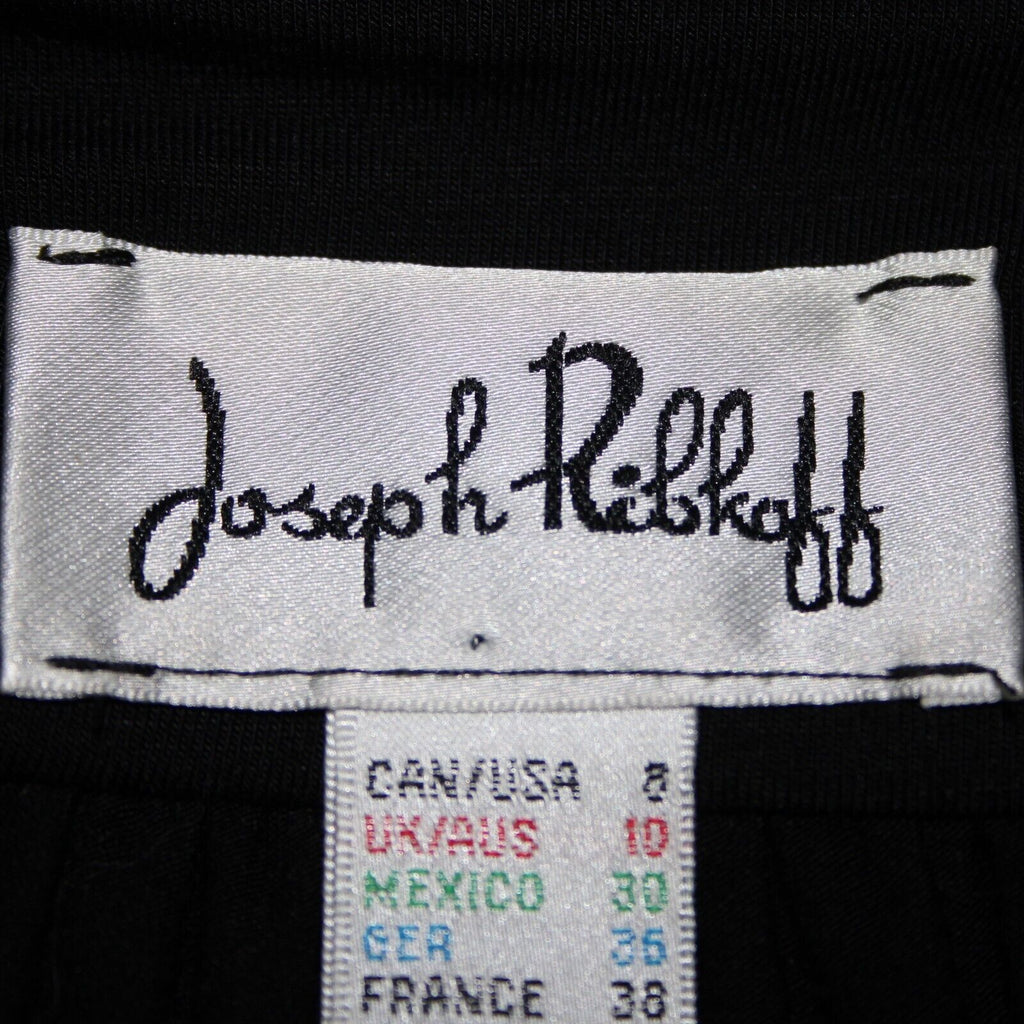 Joseph Ribkoff
CAN/USA 8
UK/AUS 10
MEXICO 30
GER 36
FRANCE 38